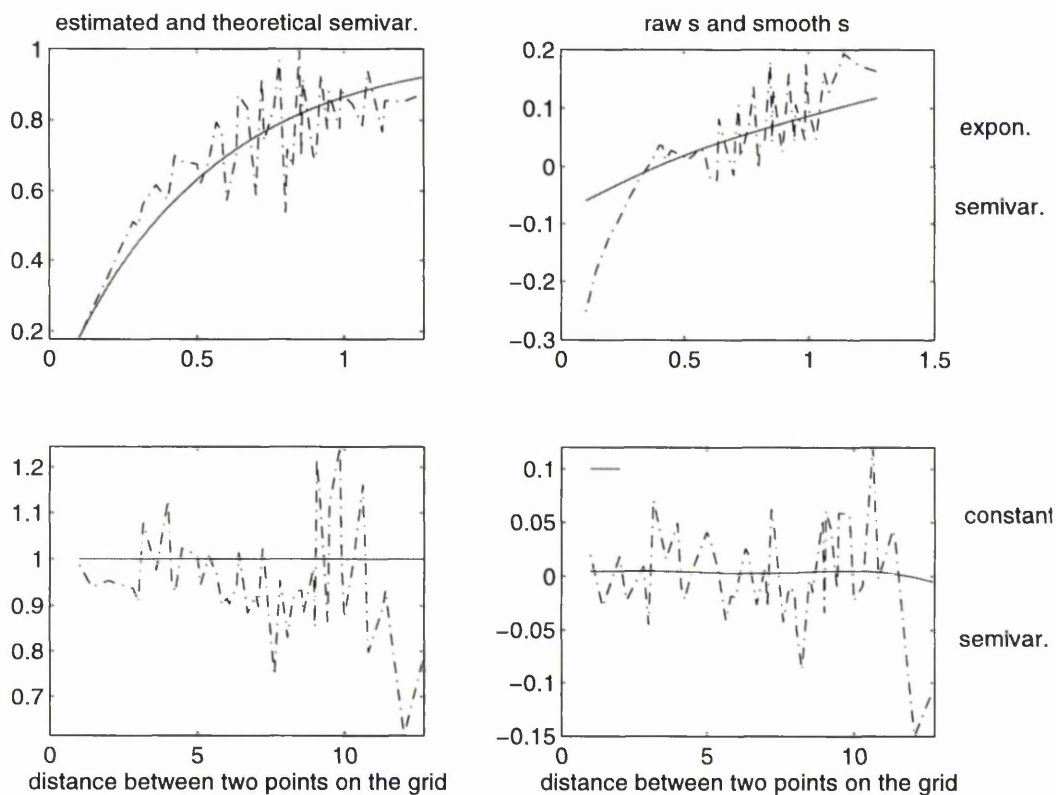 estimated and theoretical semivar.
raw s and smooth s
1
0.8
0.6
0.4
0.2
0 0.5 1
0.2
0.1
0
−0.1
−0.2
−0.3
0 0.5 1 1.5
expon.
semivar.
1.2
1.1
1
0.9
0.8
0.7
0 5 10
distance between two points on the grid
0.1
0.05
0
−0.05
−0.1
−0.15
0 5 10
distance between two points on the grid
constant
semivar.